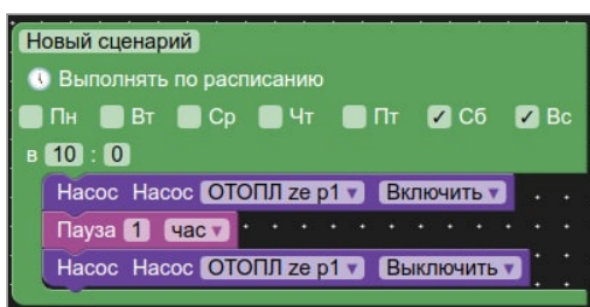 Новый сценарий
Выполнять по расписанию
Пн Вт Ср Чт Пт Сб Вс
в 10 : 0
Насос Насос ОТОПЛ ze p1 Включить
Пауза 1 час
Насос Насос ОТОПЛ ze p1 Выключить